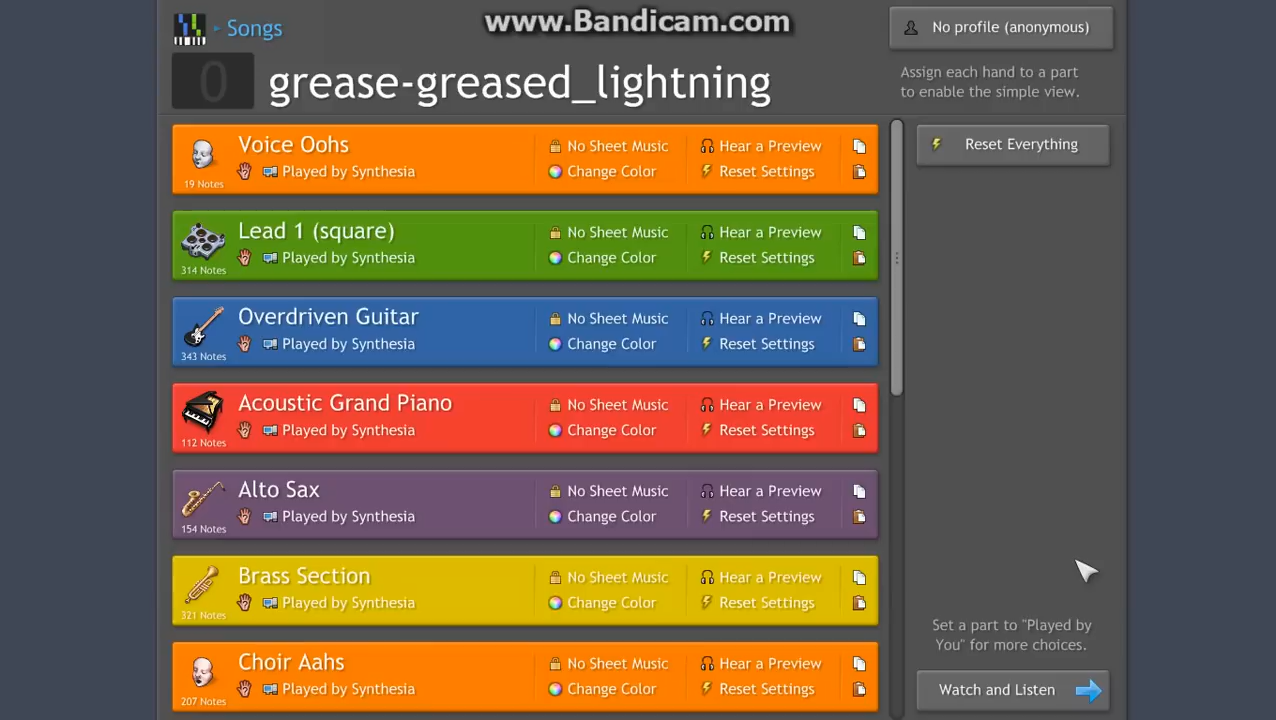 www.Bandicam.com
Songs
No profile (anonymous)
0
grease-greased_lightning
Assign each hand to a part
to enable the simple view.
Voice Oohs
Played by Synthesia
19 Notes
No Sheet Music
Change Color
Hear a Preview
Reset Settings
Reset Everything
Lead 1 (square)
Played by Synthesia
314 Notes
No Sheet Music
Change Color
Hear a Preview
Reset Settings
Overdriven Guitar
Played by Synthesia
343 Notes
No Sheet Music
Change Color
Hear a Preview
Reset Settings
Acoustic Grand Piano
Played by Synthesia
112 Notes
No Sheet Music
Change Color
Hear a Preview
Reset Settings
Alto Sax
Played by Synthesia
154 Notes
No Sheet Music
Change Color
Hear a Preview
Reset Settings
Brass Section
Played by Synthesia
321 Notes
No Sheet Music
Change Color
Hear a Preview
Reset Settings
Choir Aahs
Played by Synthesia
207 Notes
No Sheet Music
Change Color
Hear a Preview
Reset Settings
Set a part to "Played by
You" for more choices.
Watch and Listen